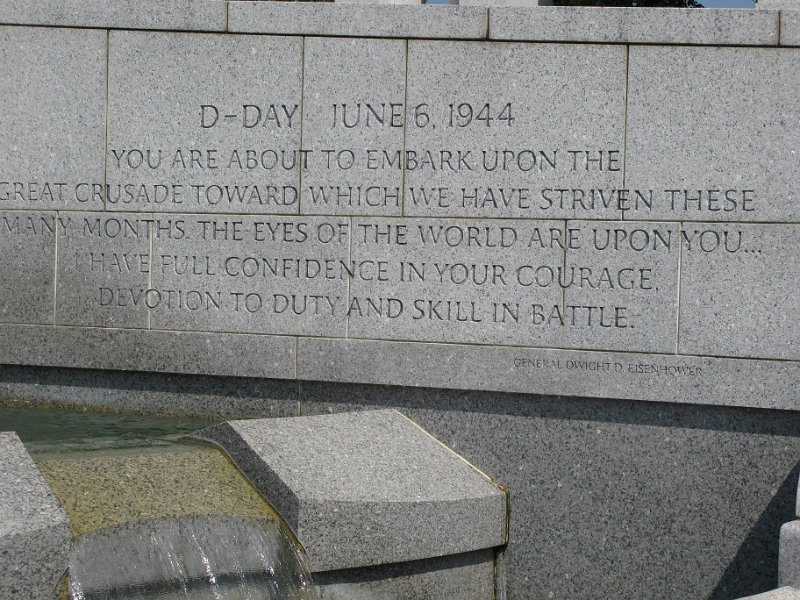 D-DAY JUNE 6, 1944
YOU ARE ABOUT TO EMBARK UPON THE
GREAT CRUSADE TOWARD WHICH WE HAVE STRIVEN THESE
MANY MONTHS. THE EYES OF THE WORLD ARE UPON YOU...
I HAVE FULL CONFIDENCE IN YOUR COURAGE,
DEVOTION TO DUTY AND SKILL IN BATTLE.
GENERAL DWIGHT D. EISENHOWER